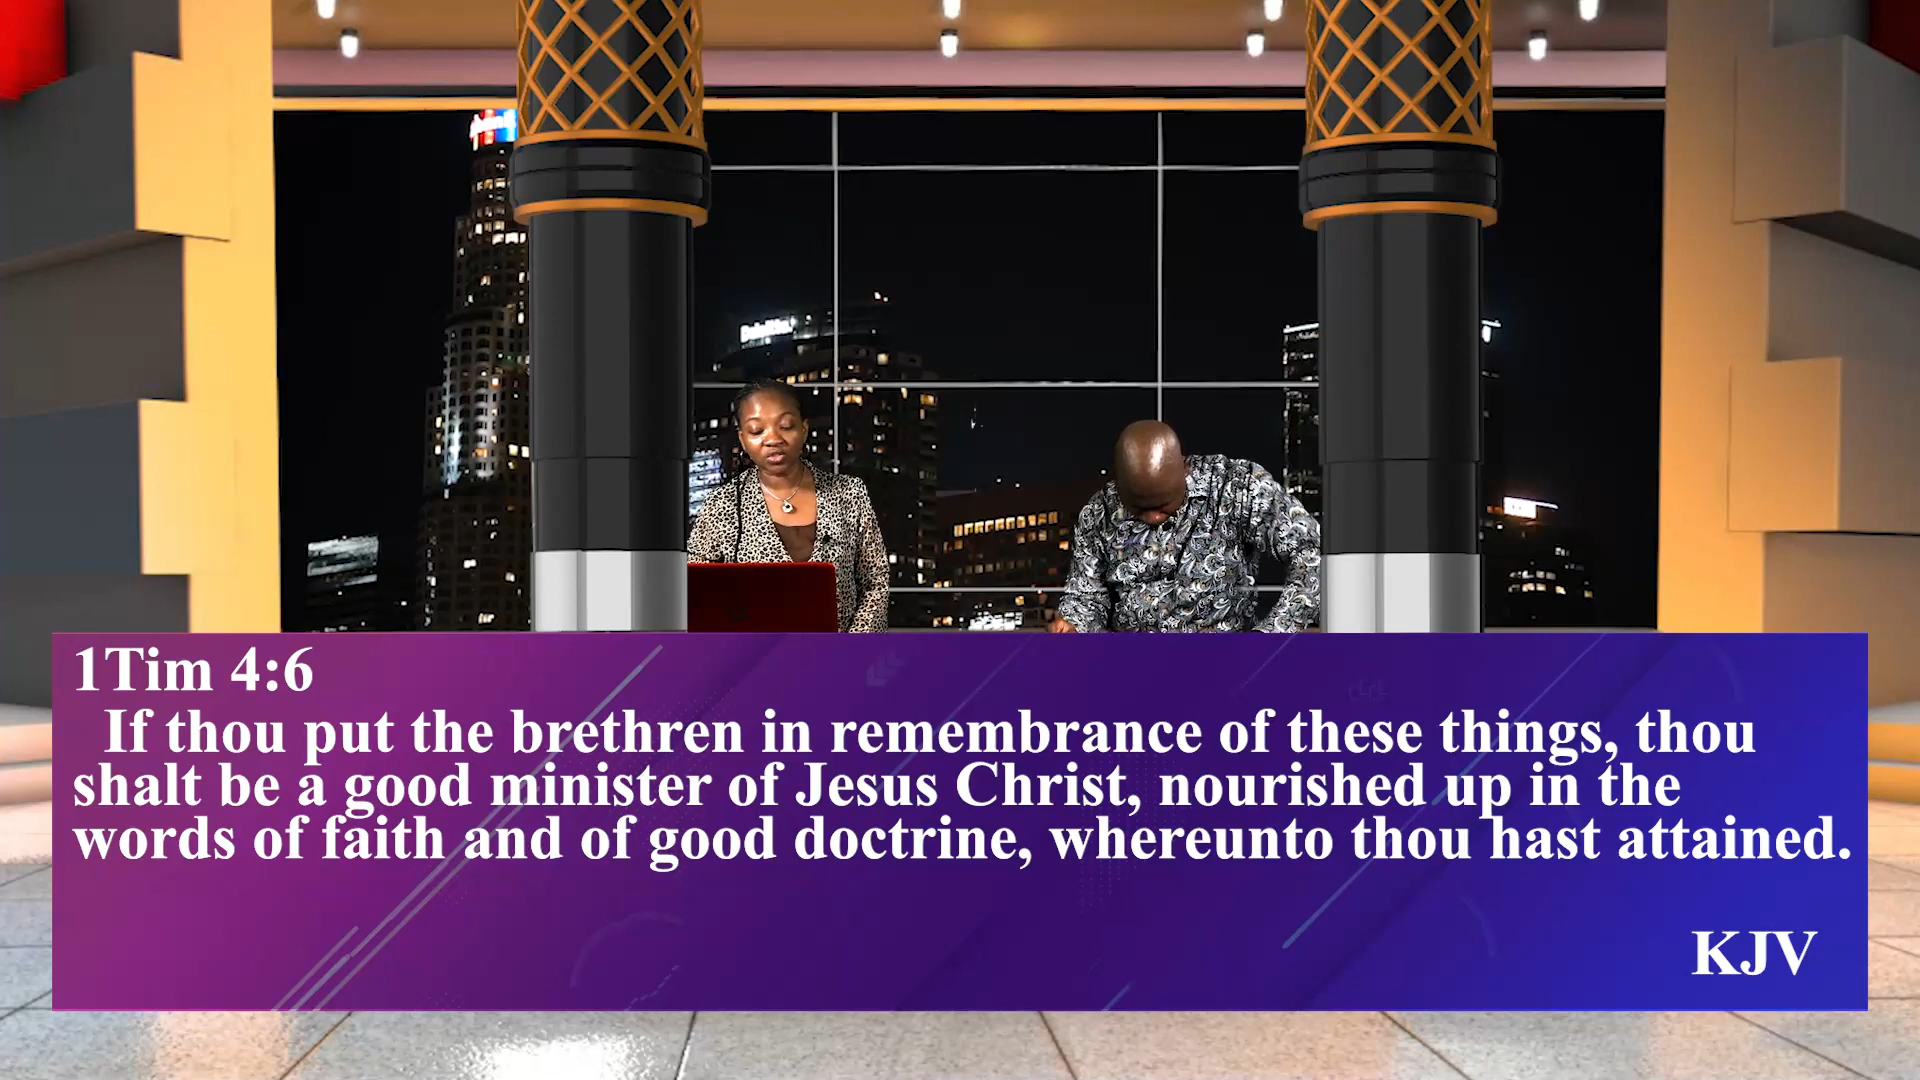 1Tim 4:6
If thou put the brethren in remembrance of these things, thou
shalt be a good minister of Jesus Christ, nourished up in the
words of faith and of good doctrine, whereunto thou hast attained.
KJV